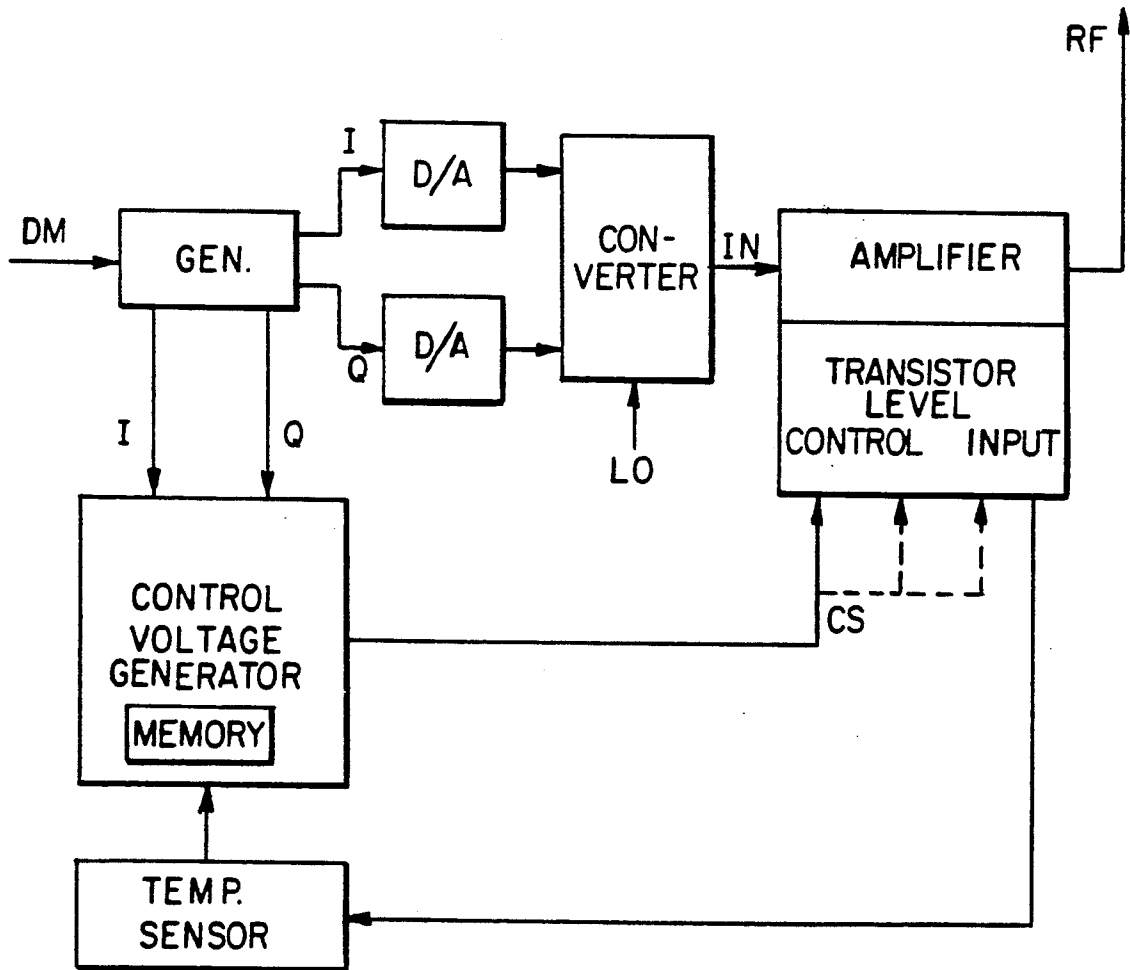 RF
I
D/A
DM
GEN.
CON-
VERTER
IN
AMPLIFIER
Q
D/A
TRANSISTOR
LEVEL
CONTROL INPUT
I
Q
LO
CONTROL
VOLTAGE
GENERATOR
MEMORY
CS
TEMP.
SENSOR